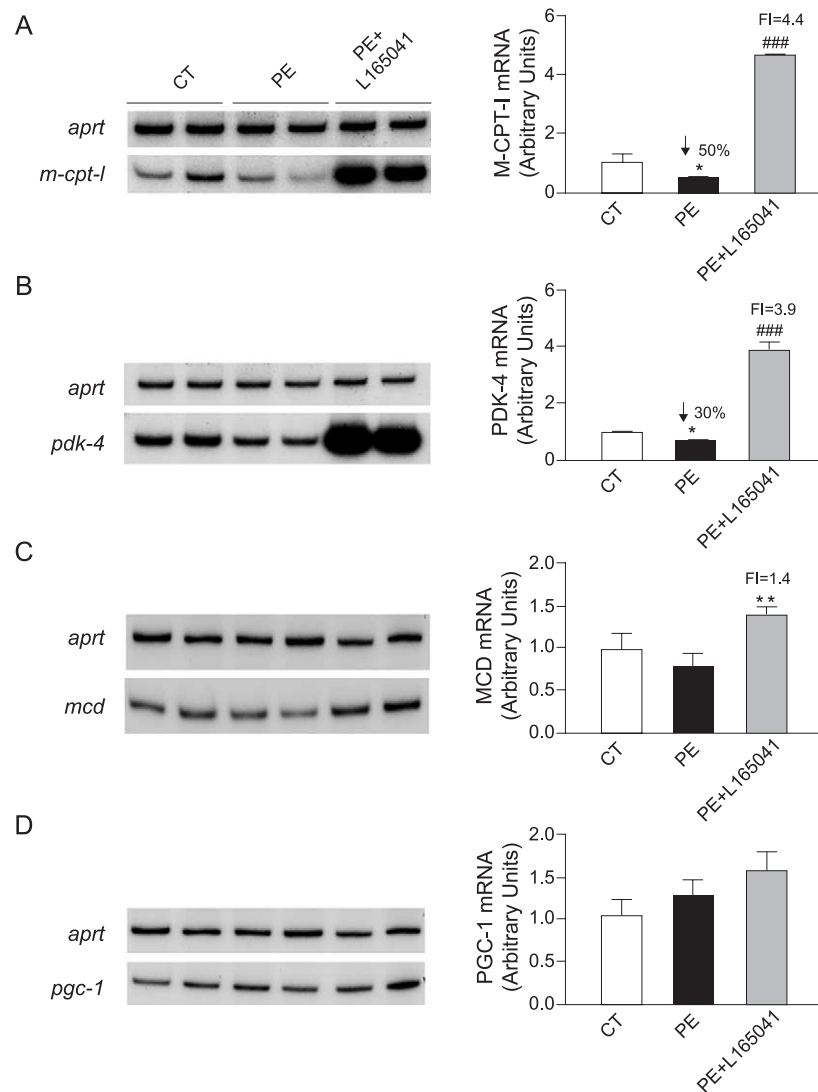 A
CT
PE
PE+
L165041
aprt
m-cpt-I
M-CPT-I mRNA
(Arbitrary Units)
6
4
2
0
FI=4.4
###
↓ 50%
*
CT
PE
PE+L165041
B
aprt
pdk-4
PDK-4 mRNA
(Arbitrary Units)
6
4
2
0
FI=3.9
###
↓ 30%
*
CT
PE
PE+L165041
C
aprt
mcd
MCD mRNA
(Arbitrary Units)
2.0
1.5
1.0
0.5
0.0
FI=1.4
**
CT
PE
PE+L165041
D
aprt
pgc-1
PGC-1 mRNA
(Arbitrary Units)
2.0
1.5
1.0
0.5
0.0
CT
PE
PE+L165041